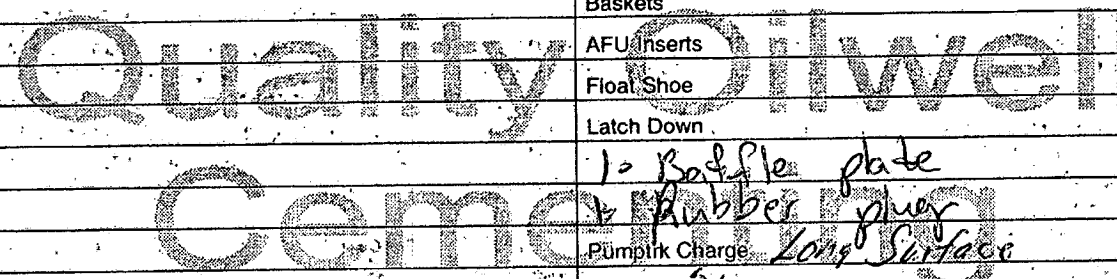 Baskets
Quality Oilwel
AFU Inserts
Float Shoe
Latch Down
1- Baffle plate
Cementing
1- Rubber plug
Pumptrk Charge Long Surface